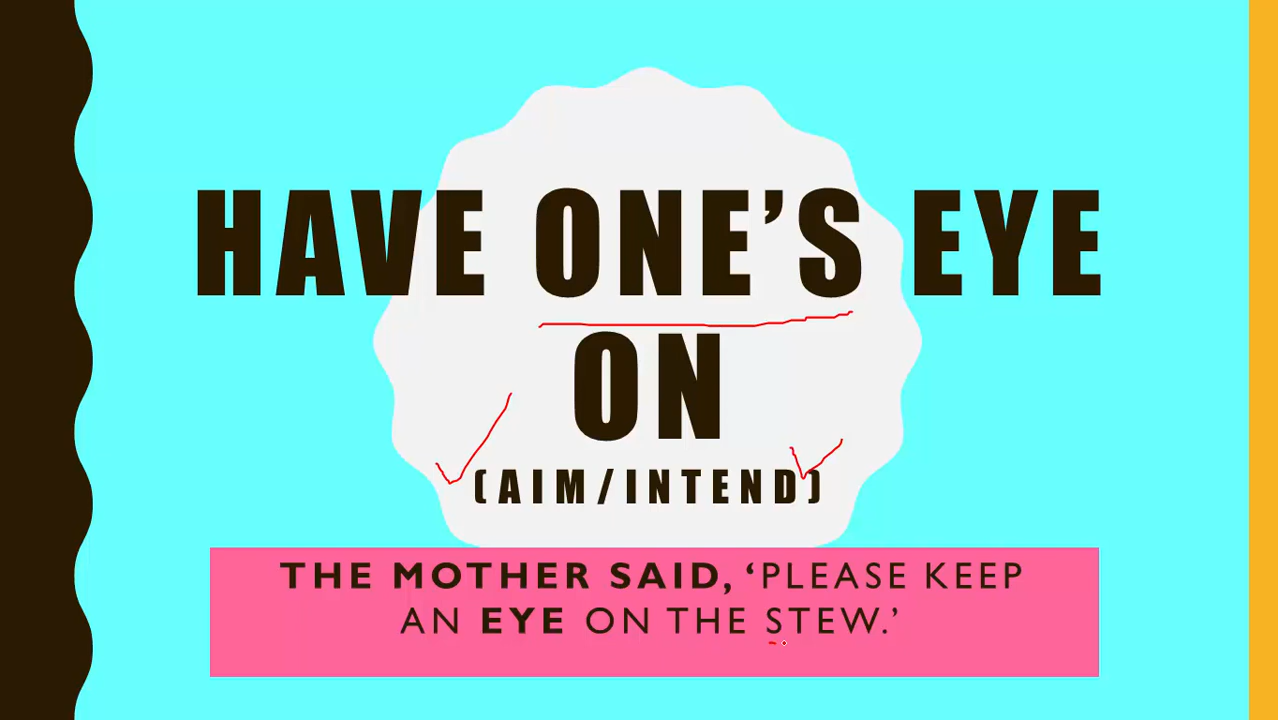 HAVE ONE’S EYE
ON
(AIM/INTEND)
THE MOTHER SAID, ‘PLEASE KEEP
AN EYE ON THE STEW.’